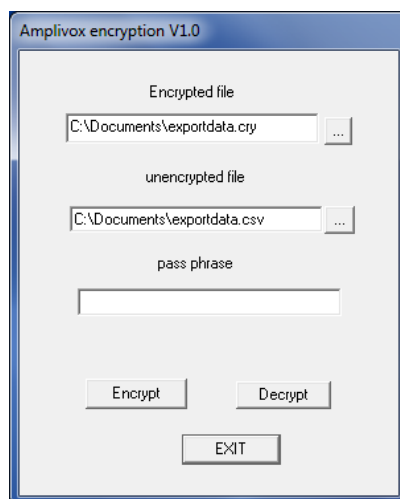 Amplivox encryption V1.0
Encrypted file
C:\Documents\exportdata.cry
...
unencrypted file
C:\Documents\exportdata.csv
...
pass phrase
Encrypt Decrypt
EXIT